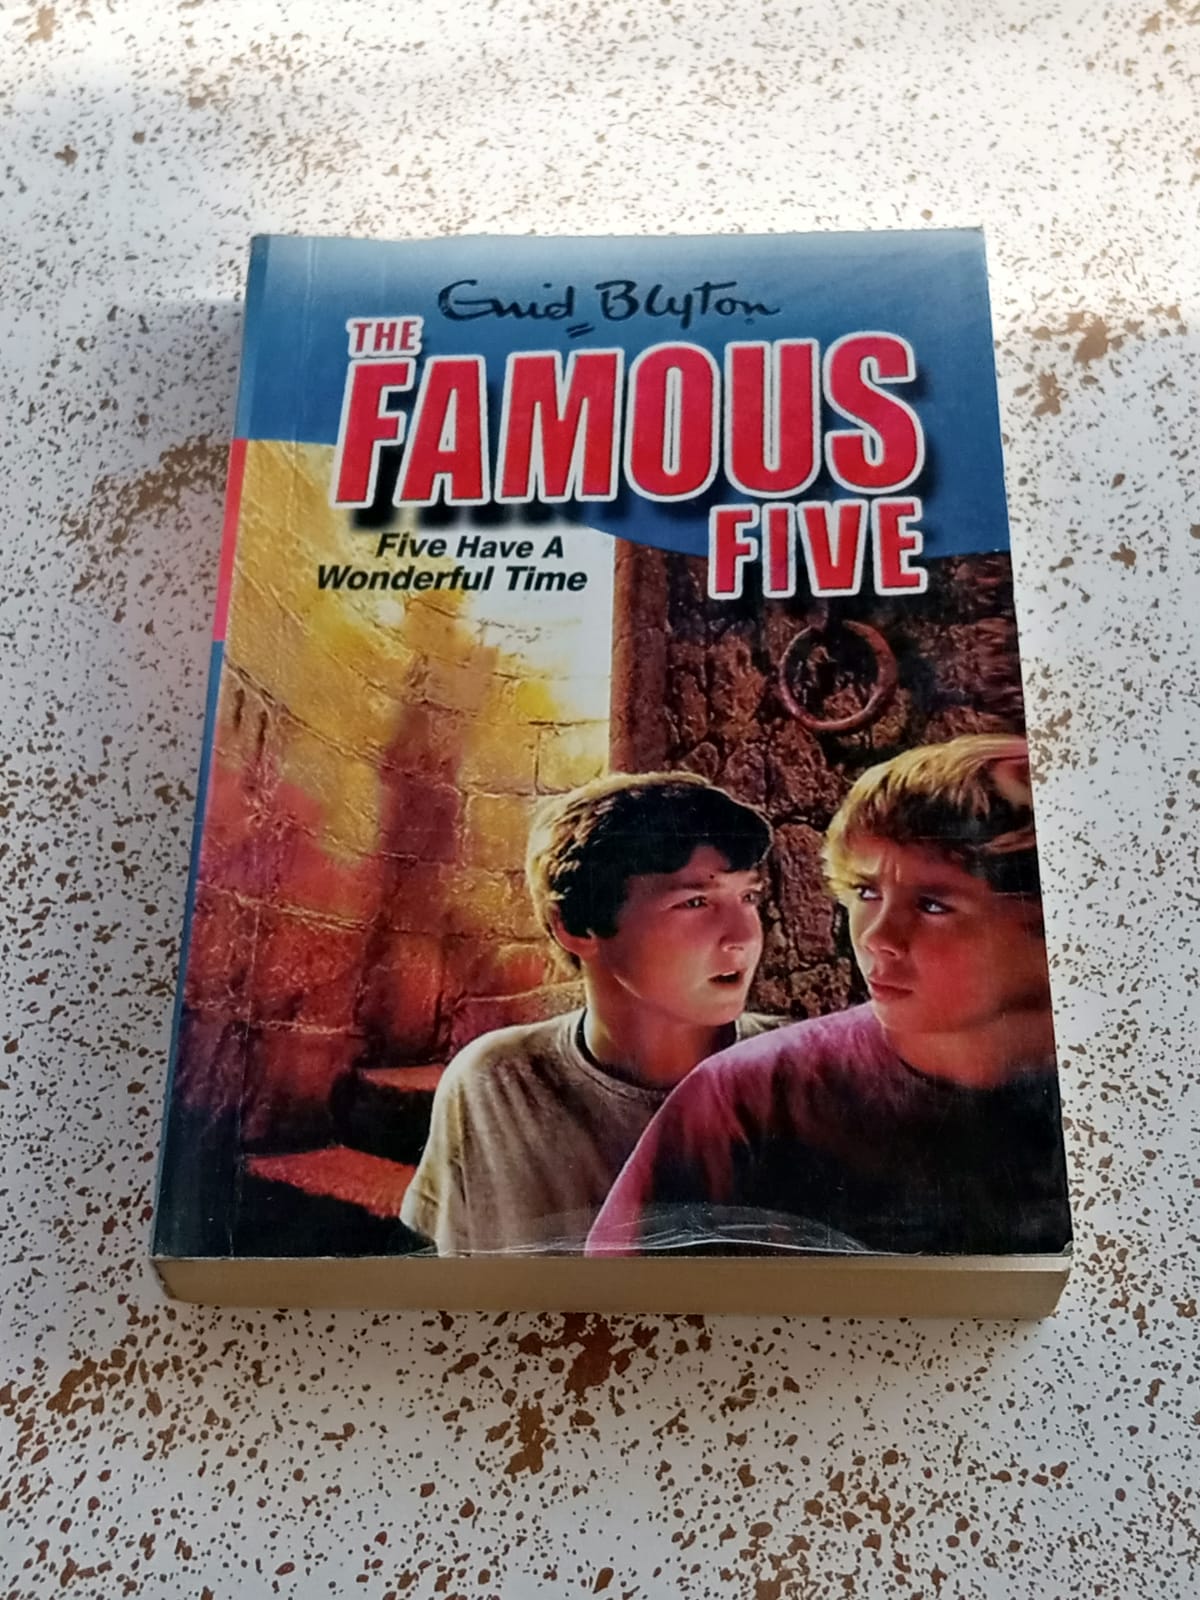 Enid Blyton
THE
FAMOUS
FIVE
Five Have A
Wonderful Time